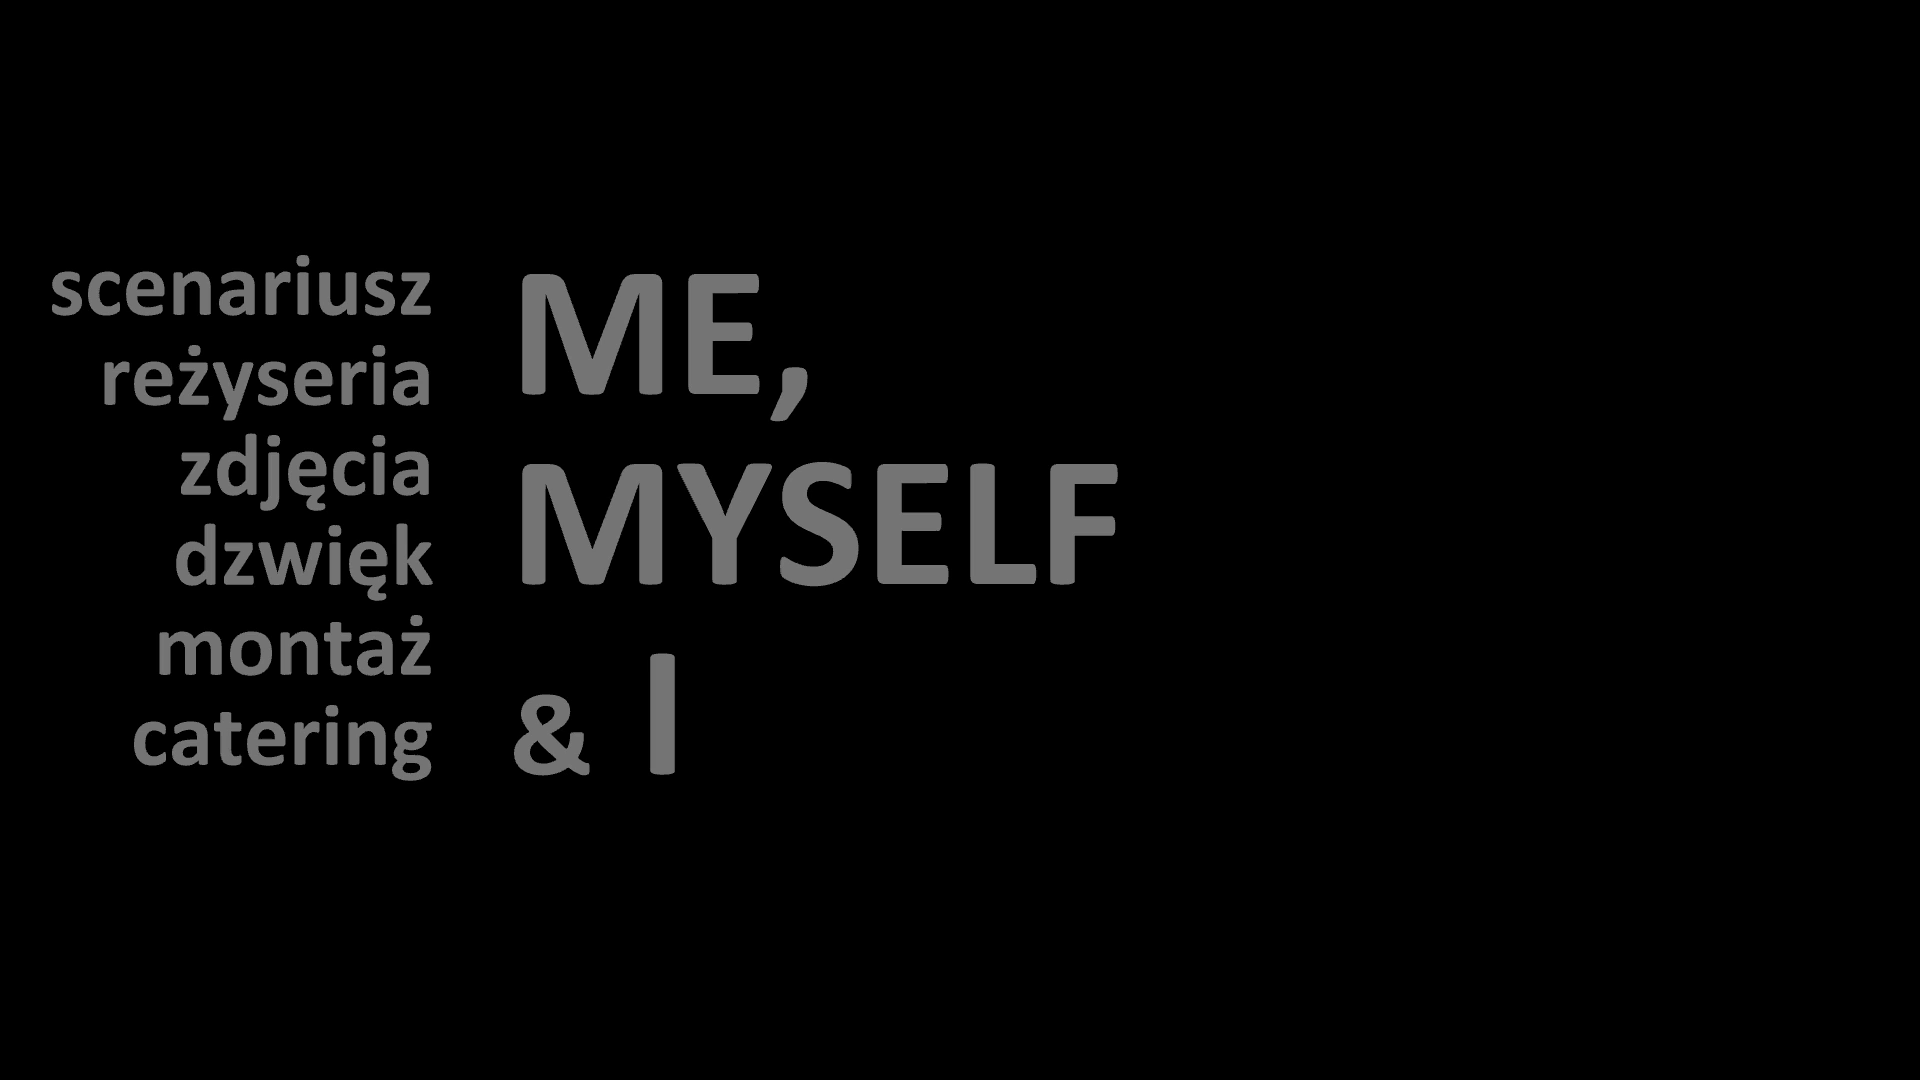 scenariusz
reżyseria
zdjęcia
dzwięk
montaż
catering
ME,
MYSELF
& I